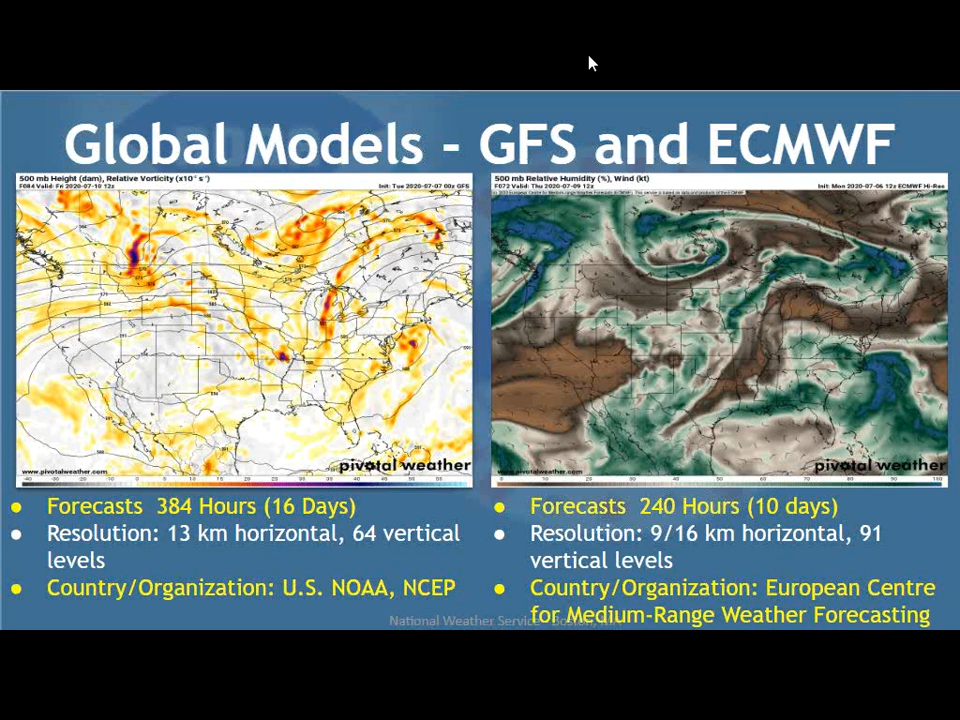 Global Models - GFS and ECMWF
500 mb Height (dam), Relative Vorticity (x10⁻⁵ s⁻¹)
F084 Valid: Fri 2020-07-10 12z
Init: Tue 2020-07-07 00z GFS
www.pivotalweather.com
pivotal weather
500 mb Relative Humidity (%), Wind (kt)
F072 Valid: Thu 2020-07-09 12z
Init: Mon 2020-07-06 12z ECMWF Hi-Res
www.pivotalweather.com
pivotal weather
● Forecasts 384 Hours (16 Days)
● Resolution: 13 km horizontal, 64 vertical
levels
● Country/Organization: U.S. NOAA, NCEP
● Forecasts 240 Hours (10 days)
● Resolution: 9/16 km horizontal, 91
vertical levels
● Country/Organization: European Centre
for Medium-Range Weather Forecasting
National Weather Service - Boston, MA